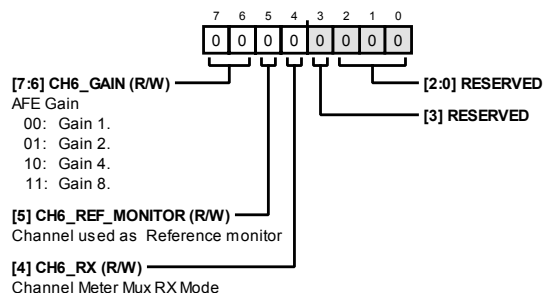 7 6 5 4 3 2 1 0
0 0 0 0 0 0 0 0
[7:6] CH6_GAIN (R/W)
AFE Gain
00: Gain 1.
01: Gain 2.
10: Gain 4.
11: Gain 8.
[5] CH6_REF_MONITOR (R/W)
Channel used as Reference monitor
[4] CH6_RX (R/W)
Channel Meter Mux RX Mode
[2:0] RESERVED
[3] RESERVED